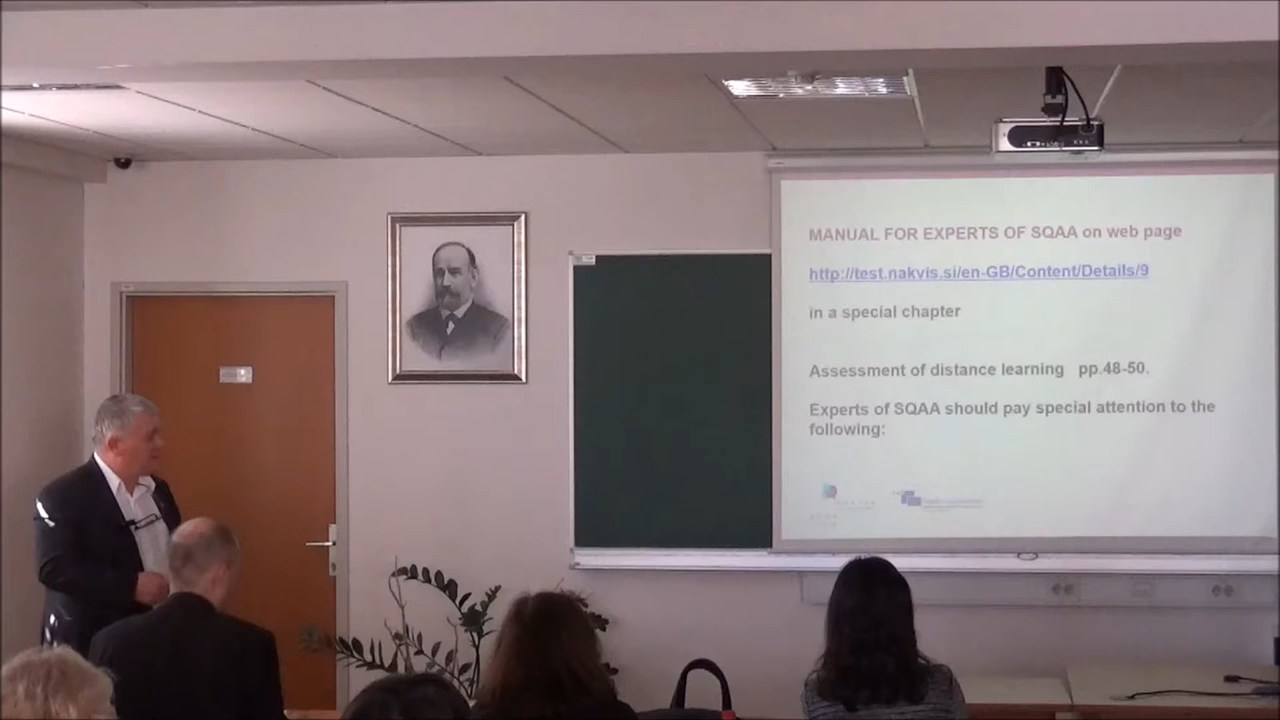 MANUAL FOR EXPERTS OF SQAA on web page
http://test.nakvis.si/en-GB/Content/Details/9
in a special chapter
Assessment of distance learning pp.48-50.
Experts of SQAA should pay special attention to the
following: